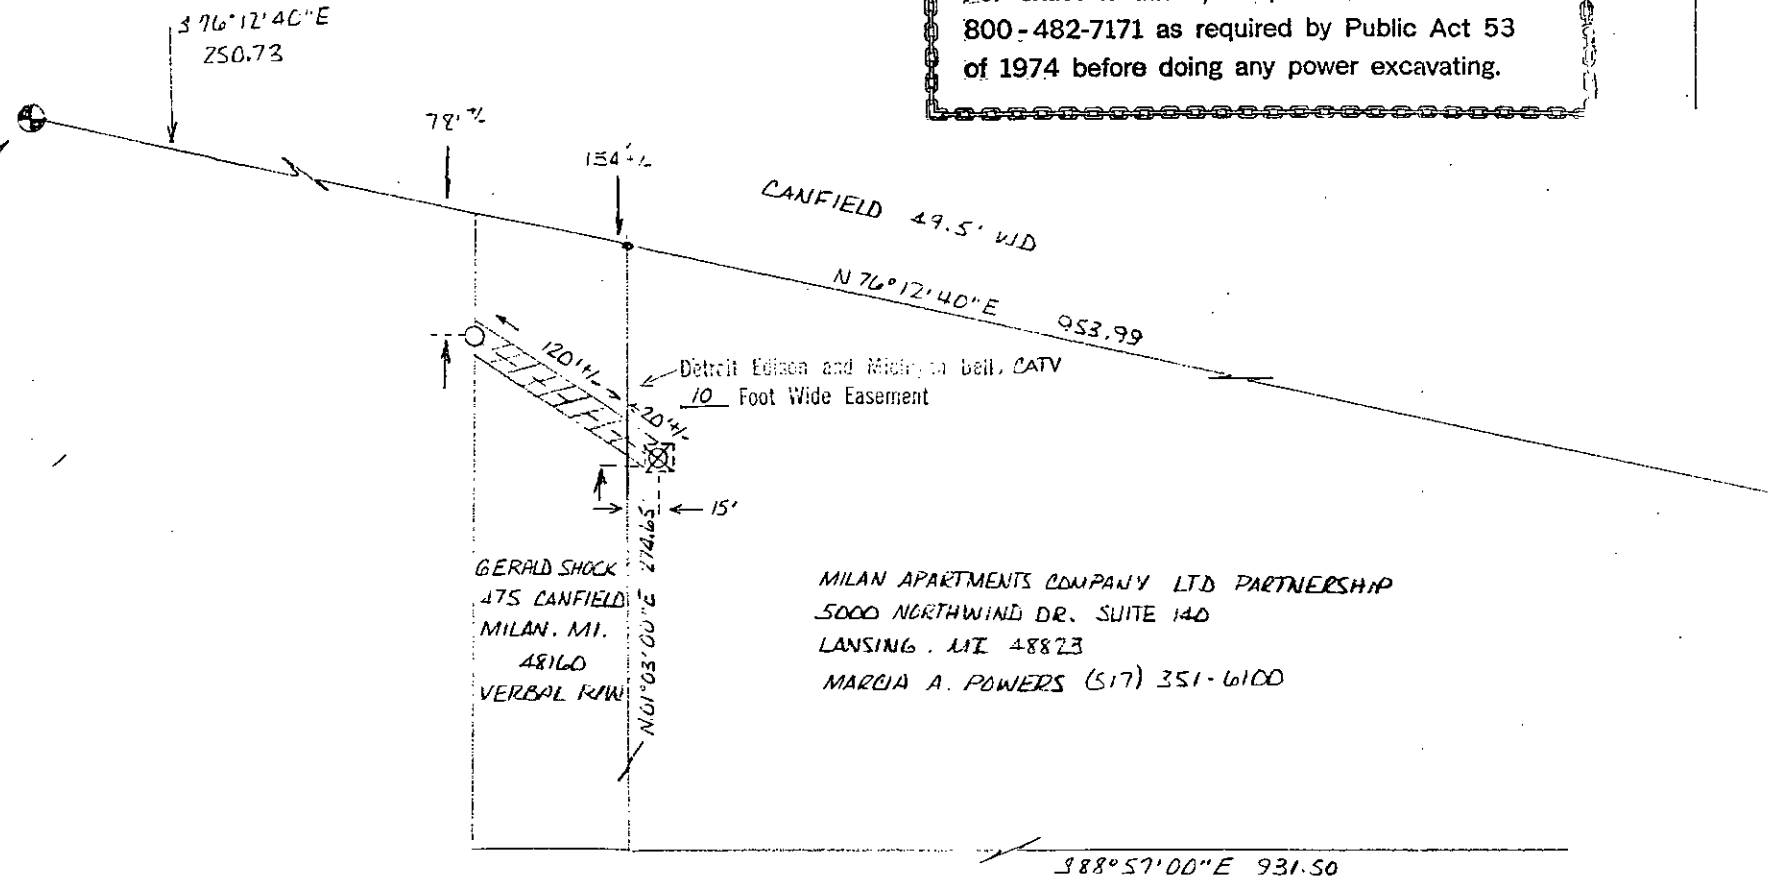 S 76°12'40"E
250.73
800-482-7171 as required by Public Act 53
of 1974 before doing any power excavating.
78' +/-
154' +/-
CANFIELD 49.5' WD
N 76°12'40"E 953.99
120' +/-
20' +/-
Detroit Edison and Michigan Bell, CATV
10 Foot Wide Easement
15'
N.01°03'00"E 274.65
GERALD SHOCK
475 CANFIELD
MILAN. MI.
48160
VERBAL R/W
MILAN APARTMENTS COMPANY LTD PARTNERSHIP
5000 NORTHWIND DR. SUITE 140
LANSING. MI 48823
MARCIA A. POWERS (517) 351-6100
S88°57'00"E 931.50